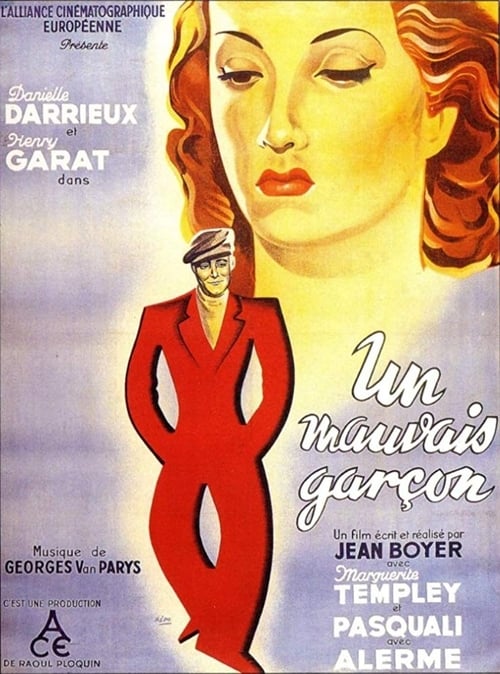 L'ALLIANCE CINÉMATOGRAPHIQUE
EUROPÉENNE
Présente
Danielle
DARRIEUX
et
Henry
GARAT
dans
Un
mauvais
garçon
Un film écrit et réalisé par
JEAN BOYER
avec
Marguerite
TEMPLEY
et
PASQUALI
avec
ALERME
Musique de
GEORGES Van PARYS
C'EST UNE PRODUCTION
ACE
DE RAOUL PLOQUIN